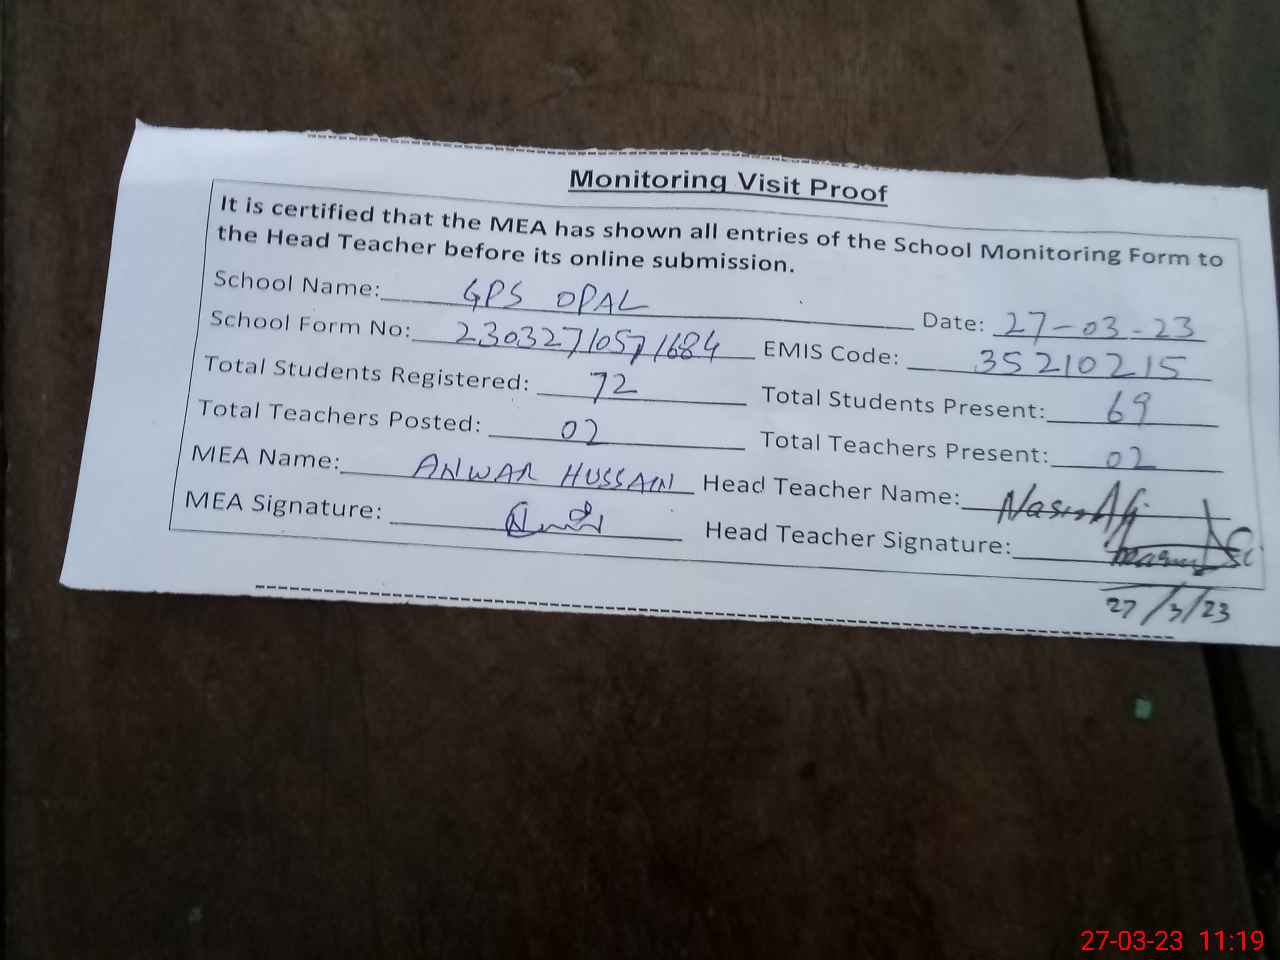 Monitoring Visit Proof
It is certified that the MEA has shown all entries of the School Monitoring Form to
the Head Teacher before its online submission.
School Name: GPS OPAL Date: 27-03-23
School Form No: 23032710571684 EMIS Code: 35210215
Total Students Registered: 72 Total Students Present: 69
Total Teachers Posted: 02 Total Teachers Present: 02
MEA Name: ANWAR HUSSAIN Head Teacher Name:
MEA Signature: Head Teacher Signature:
27/3/23
27-03-23 11:19